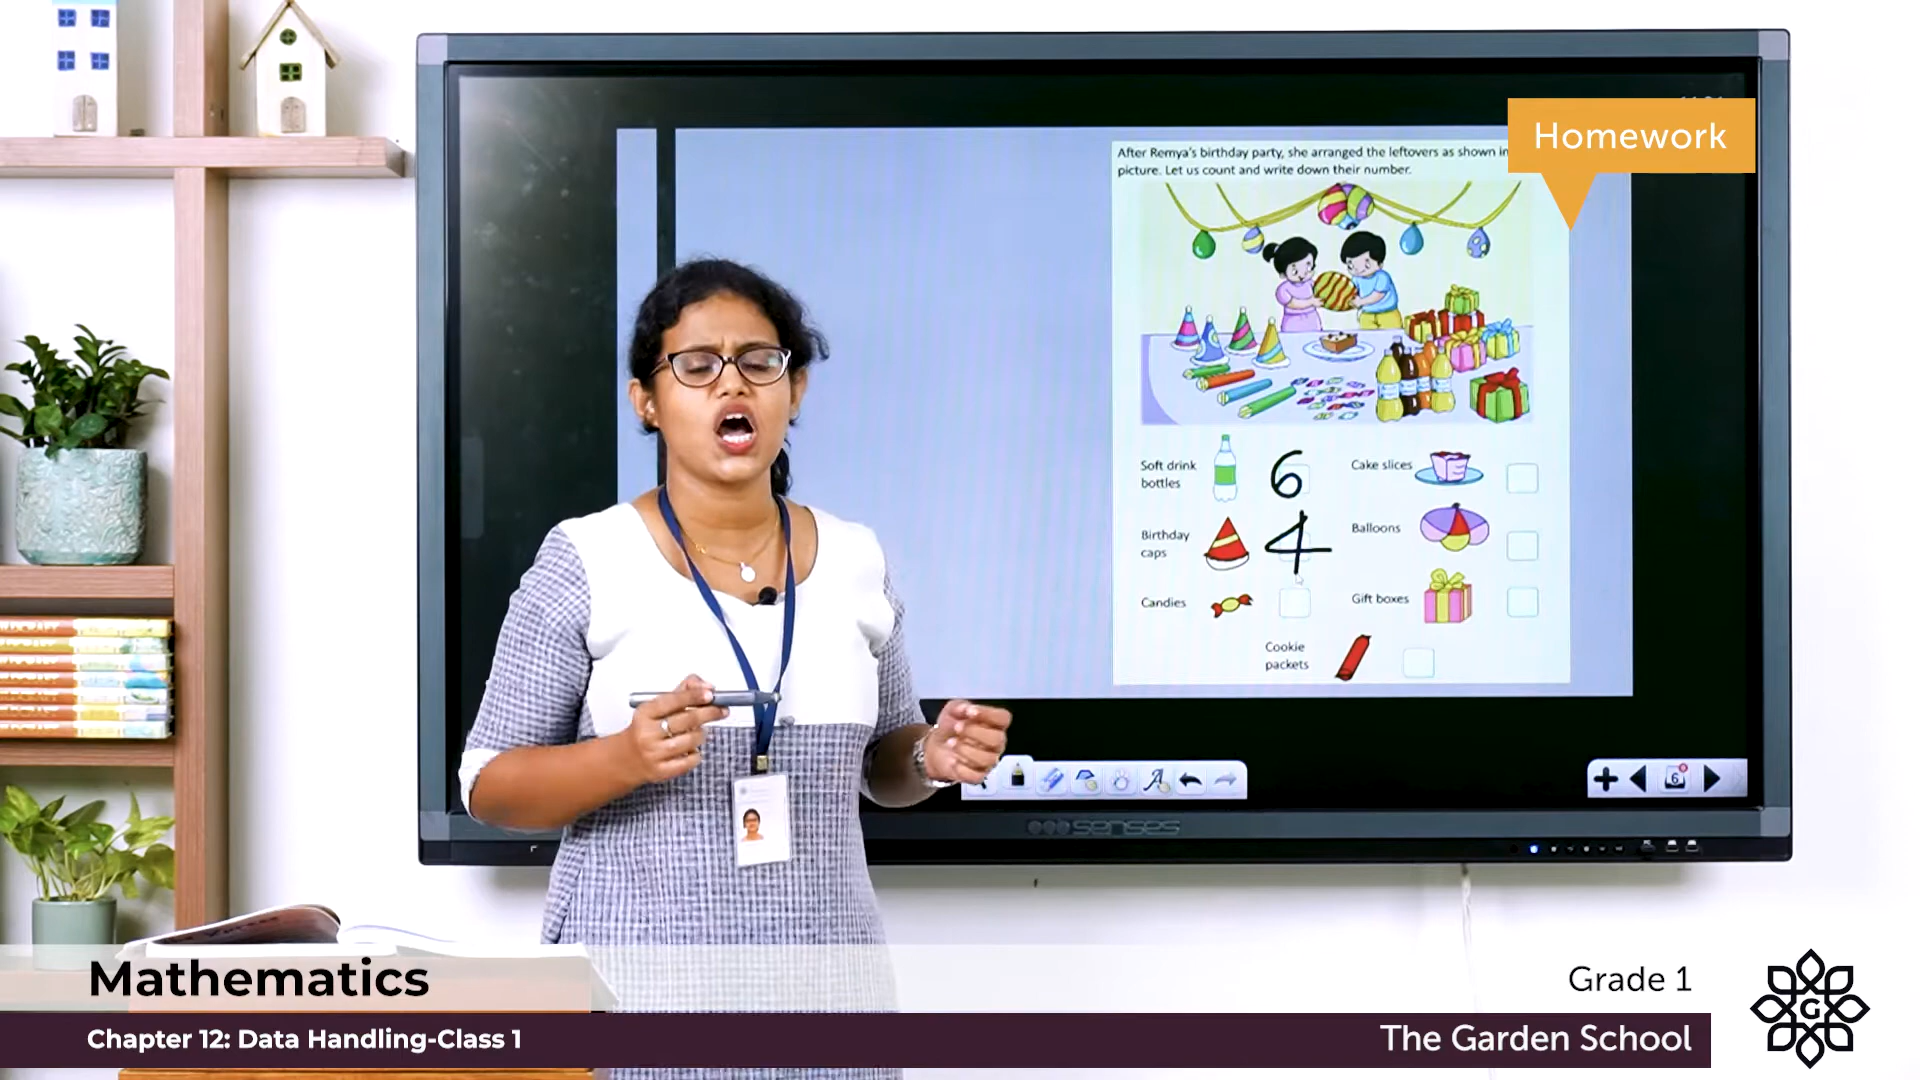 Homework
After Remya's birthday party, she arranged the leftovers as shown in
picture. Let us count and write down their number.
Soft drink
bottles
6
Cake slices
Birthday
caps
4
Balloons
Candies
Gift boxes
Cookie
packets
6
senses
Mathematics
Grade 1
Chapter 12: Data Handling-Class 1
The Garden School
G